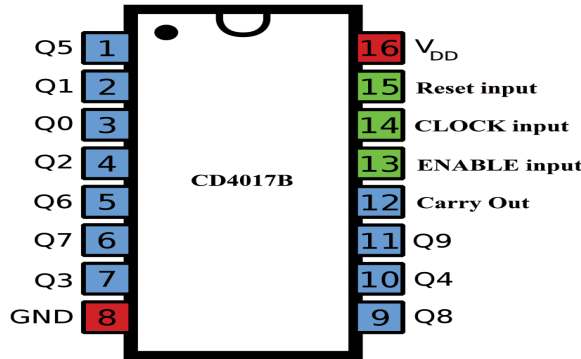 Q5 1 16 V_DD
Q1 2 15 Reset input
Q0 3 14 CLOCK input
Q2 4 13 ENABLE input
CD4017B
Q6 5 12 Carry Out
Q7 6 11 Q9
Q3 7 10 Q4
GND 8 9 Q8